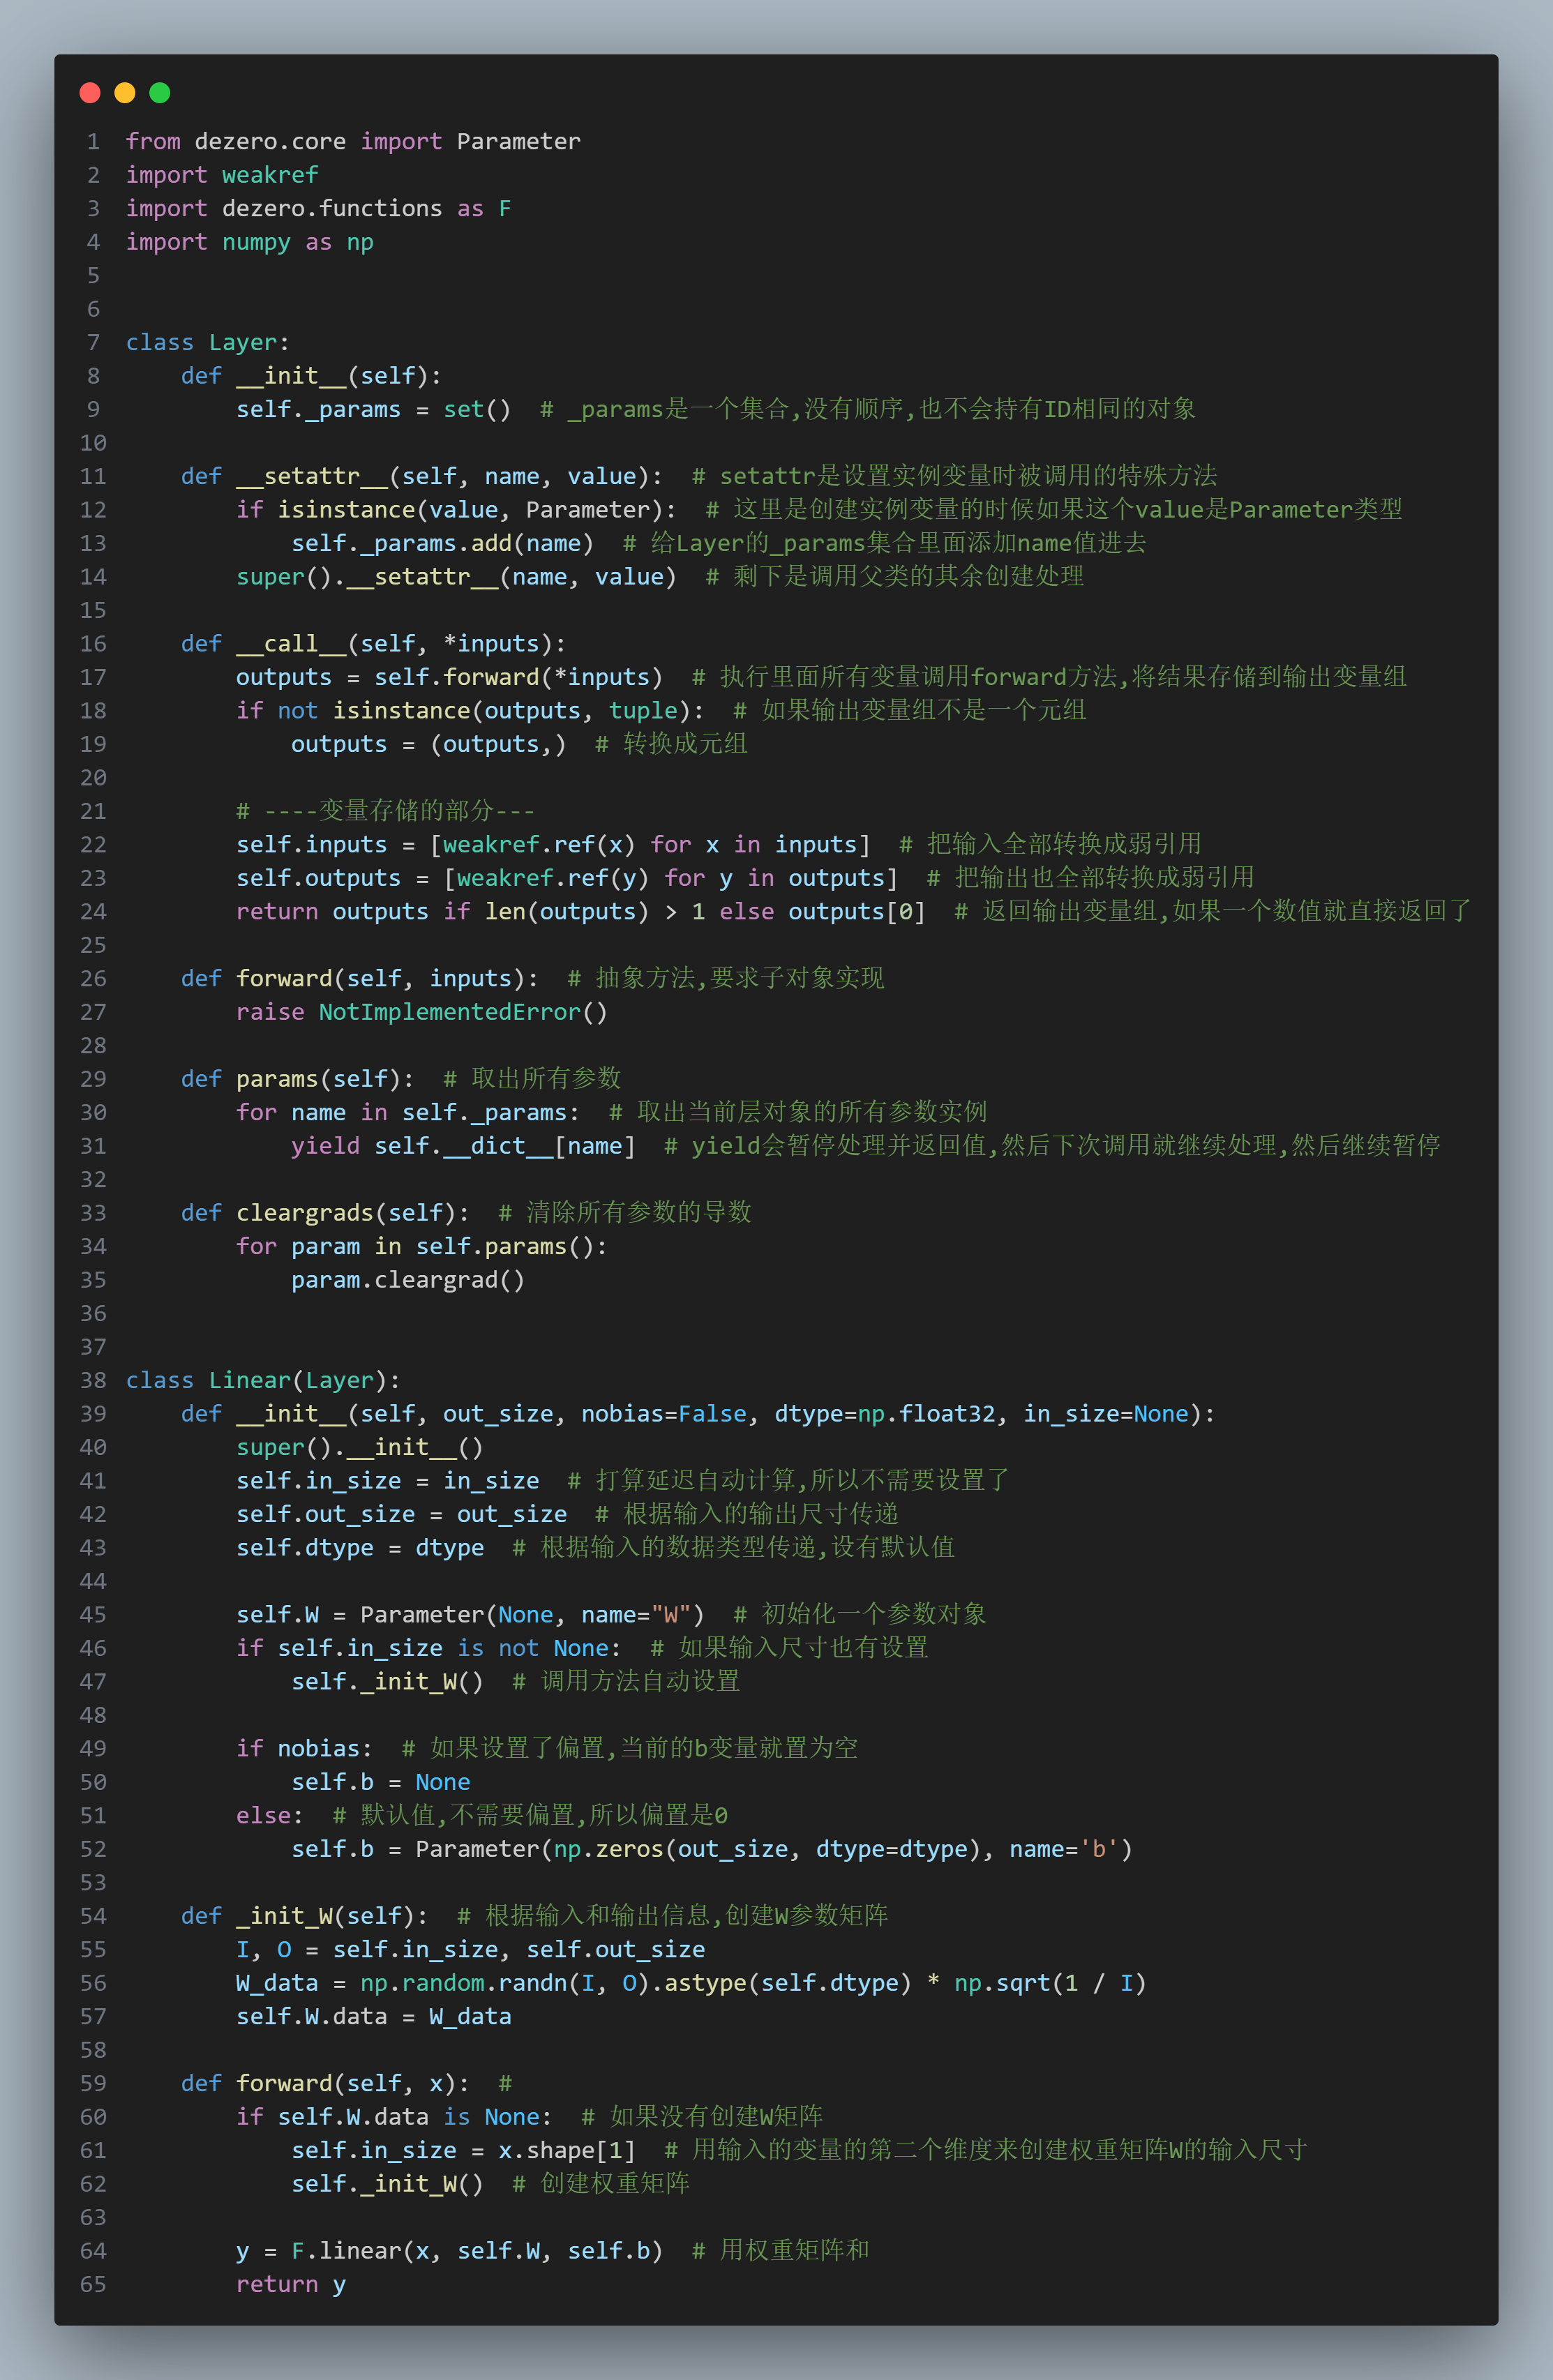 1 from dezero.core import Parameter
2 import weakref
3 import dezero.functions as F
4 import numpy as np
5
6
7 class Layer:
8     def __init__(self):
9         self._params = set()  # _params是一个集合,没有顺序,也不会持有ID相同的对象
10
11     def __setattr__(self, name, value):  # setattr是设置实例变量时被调用的特殊方法
12         if isinstance(value, Parameter):  # 这里是创建实例变量的时候如果这个value是Parameter类型
13             self._params.add(name)  # 给Layer的_params集合里面添加name值进去
14         super().__setattr__(name, value)  # 剩下是调用父类的其余创建处理
15
16     def __call__(self, *inputs):
17         outputs = self.forward(*inputs)  # 执行里面所有变量调用forward方法,将结果存储到输出变量组
18         if not isinstance(outputs, tuple):  # 如果输出变量组不是一个元组
19             outputs = (outputs,)  # 转换成元组
20
21         # ----变量存储的部分---
22         self.inputs = [weakref.ref(x) for x in inputs]  # 把输入全部转换成弱引用
23         self.outputs = [weakref.ref(y) for y in outputs]  # 把输出也全部转换成弱引用
24         return outputs if len(outputs) > 1 else outputs[0]  # 返回输出变量组,如果一个数值就直接返回了
25
26     def forward(self, inputs):  # 抽象方法,要求子对象实现
27         raise NotImplementedError()
28
29     def params(self):  # 取出所有参数
30         for name in self._params:  # 取出当前层对象的所有参数实例
31             yield self.__dict__[name]  # yield会暂停处理并返回值,然后下次调用就继续处理,然后继续暂停
32
33     def cleargrads(self):  # 清除所有参数的导数
34         for param in self.params():
35             param.cleargrad()
36
37
38 class Linear(Layer):
39     def __init__(self, out_size, nobias=False, dtype=np.float32, in_size=None):
40         super().__init__()
41         self.in_size = in_size  # 打算延迟自动计算,所以不需要设置了
42         self.out_size = out_size  # 根据输入的输出尺寸传递
43         self.dtype = dtype  # 根据输入的数据类型传递,设有默认值
44
45         self.W = Parameter(None, name="W")  # 初始化一个参数对象
46         if self.in_size is not None:  # 如果输入尺寸也有设置
47             self._init_W()  # 调用方法自动设置
48
49         if nobias:  # 如果设置了偏置,当前的b变量就置为空
50             self.b = None
51         else:  # 默认值,不需要偏置,所以偏置是0
52             self.b = Parameter(np.zeros(out_size, dtype=dtype), name='b')
53
54     def _init_W(self):  # 根据输入和输出信息,创建W参数矩阵
55         I, O = self.in_size, self.out_size
56         W_data = np.random.randn(I, O).astype(self.dtype) * np.sqrt(1 / I)
57         self.W.data = W_data
58
59     def forward(self, x):  #
60         if self.W.data is None:  # 如果没有创建W矩阵
61             self.in_size = x.shape[1]  # 用输入的变量的第二个维度来创建权重矩阵W的输入尺寸
62             self._init_W()  # 创建权重矩阵
63
64         y = F.linear(x, self.W, self.b)  # 用权重矩阵和
65         return y